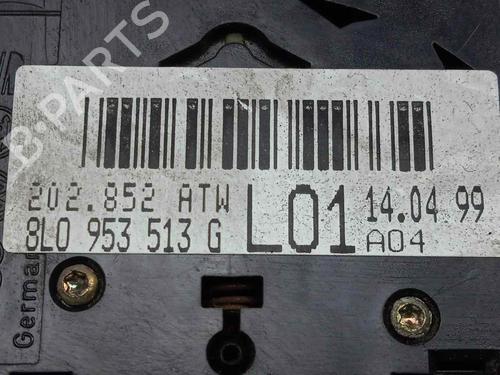 B-PARTS
202.852 ATW L01 14.04.99
8L0 953 513 G A04
German